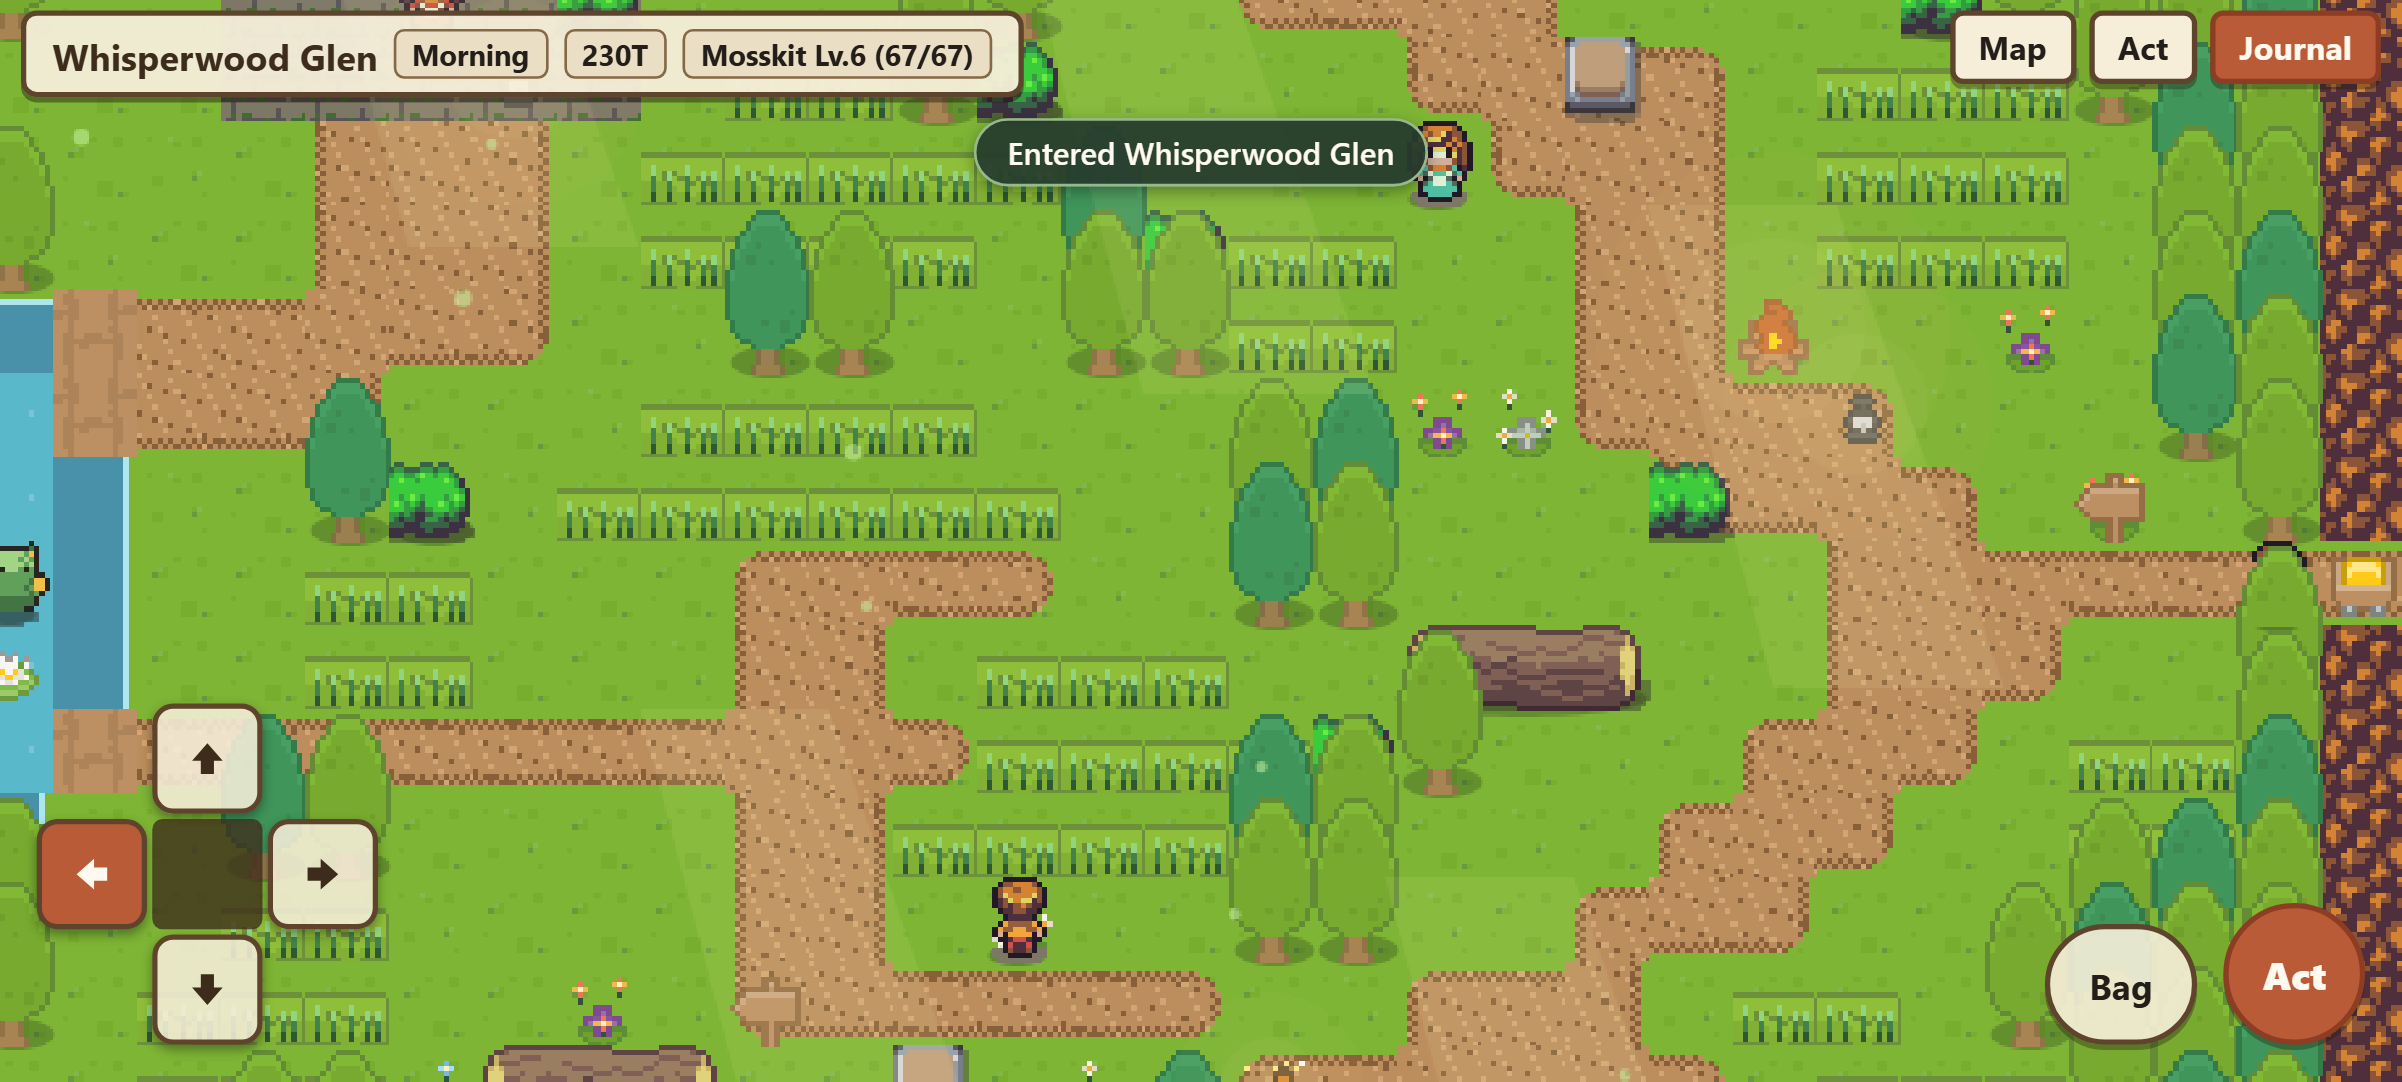 Whisperwood Glen Morning 230T Mosskit Lv.6 (67/67)
Map Act Journal
Entered Whisperwood Glen
Bag Act